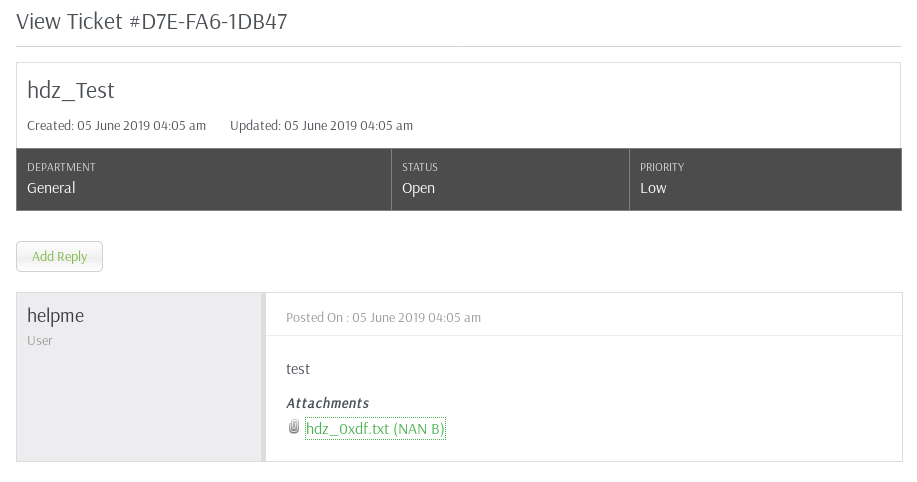 View Ticket #D7E-FA6-1DB47
hdz_Test
Created: 05 June 2019 04:05 am Updated: 05 June 2019 04:05 am
DEPARTMENT STATUS PRIORITY
General Open Low
Add Reply
helpme
User
Posted On : 05 June 2019 04:05 am
test
Attachments
hdz_0xdf.txt (NAN B)